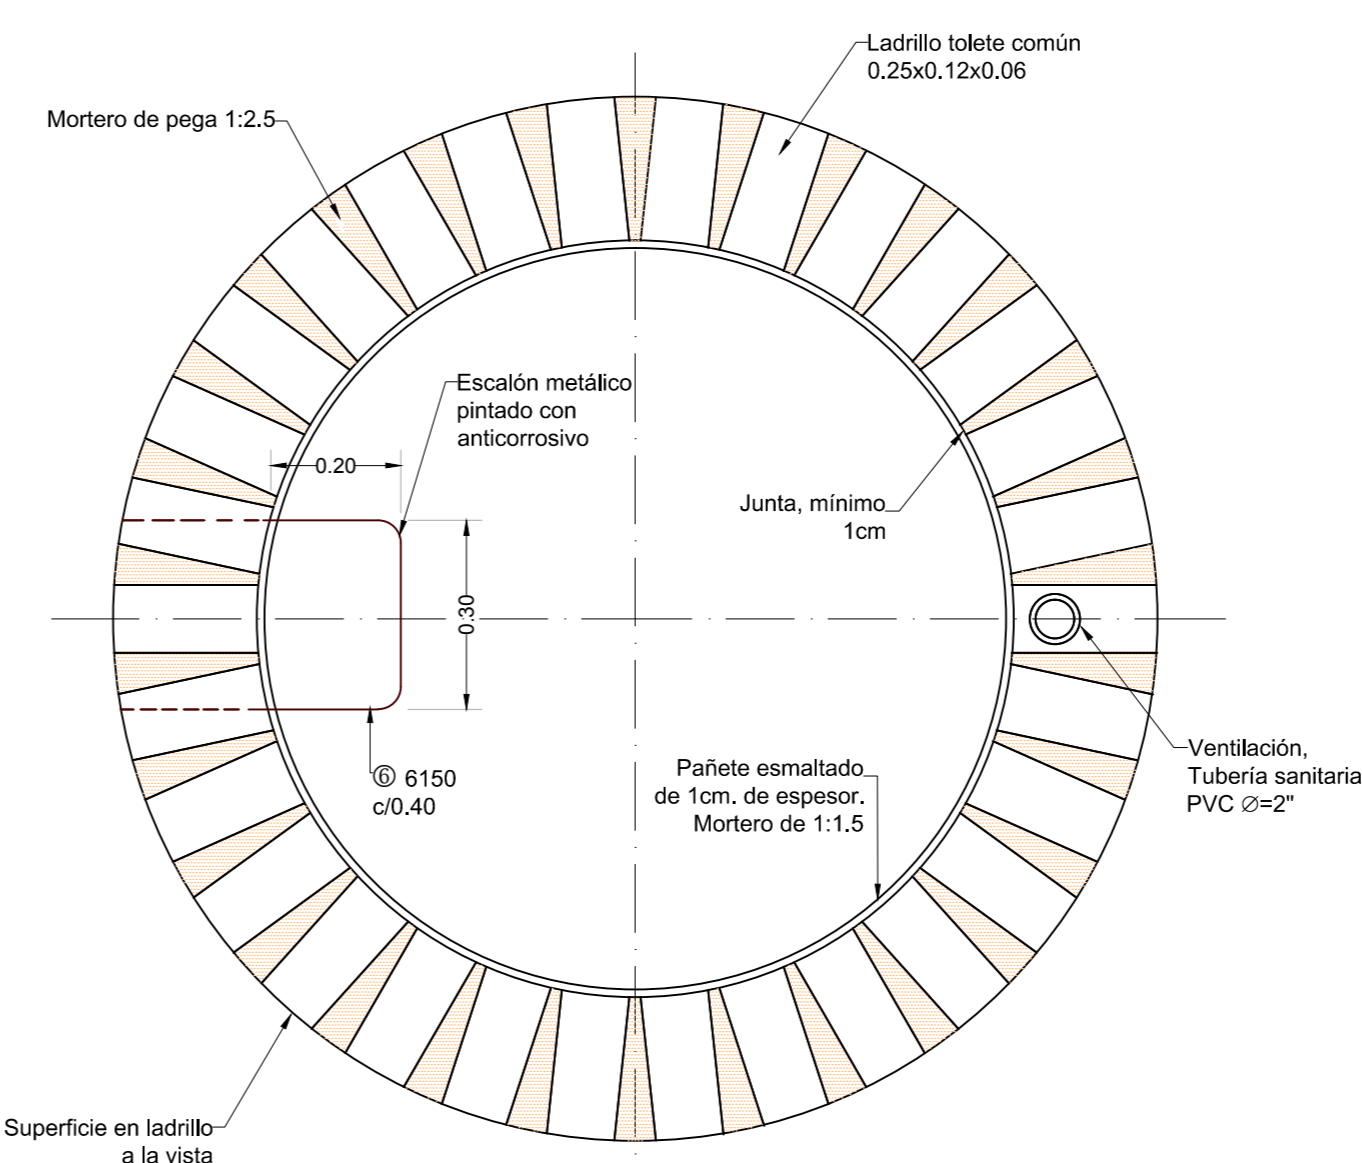 Ladrillo tolete común
0.25x0.12x0.06
Mortero de pega 1:2.5
Escalón metálico
pintado con
anticorrosivo
0.20
Junta, mínimo
1cm
0.30
⑥ 6150
c/0.40
Pañete esmaltado
de 1cm. de espesor.
Mortero de 1:1.5
Ventilación,
Tubería sanitaria
PVC ∅=2"
Superficie en ladrillo
a la vista